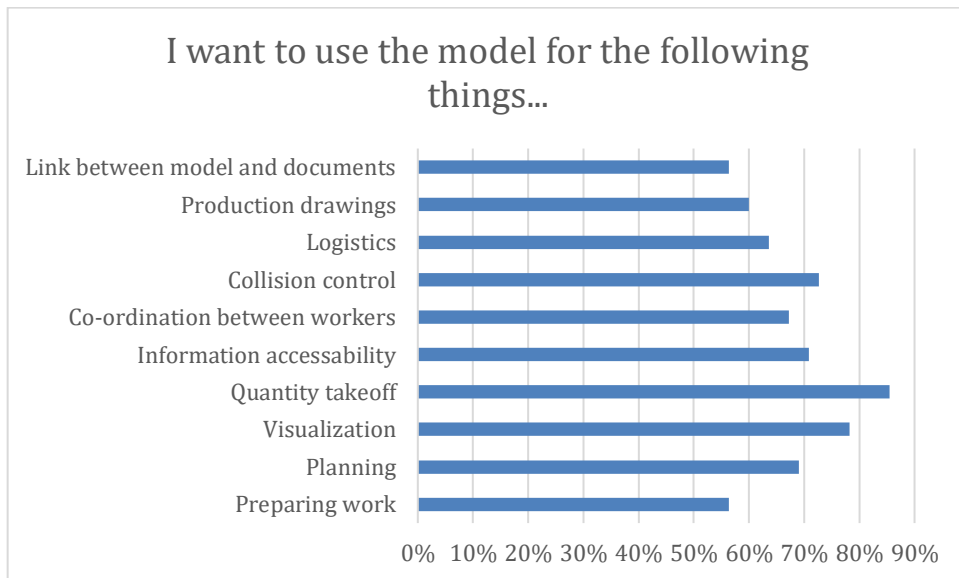 I want to use the model for the following
things...
Link between model and documents
Production drawings
Logistics
Collision control
Co-ordination between workers
Information accessability
Quantity takeoff
Visualization
Planning
Preparing work
0% 10% 20% 30% 40% 50% 60% 70% 80% 90%